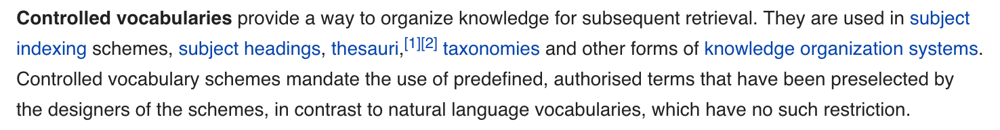 Controlled vocabularies provide a way to organize knowledge for subsequent retrieval. They are used in subject
indexing schemes, subject headings, thesauri,[1][2] taxonomies and other forms of knowledge organization systems.
Controlled vocabulary schemes mandate the use of predefined, authorised terms that have been preselected by
the designers of the schemes, in contrast to natural language vocabularies, which have no such restriction.